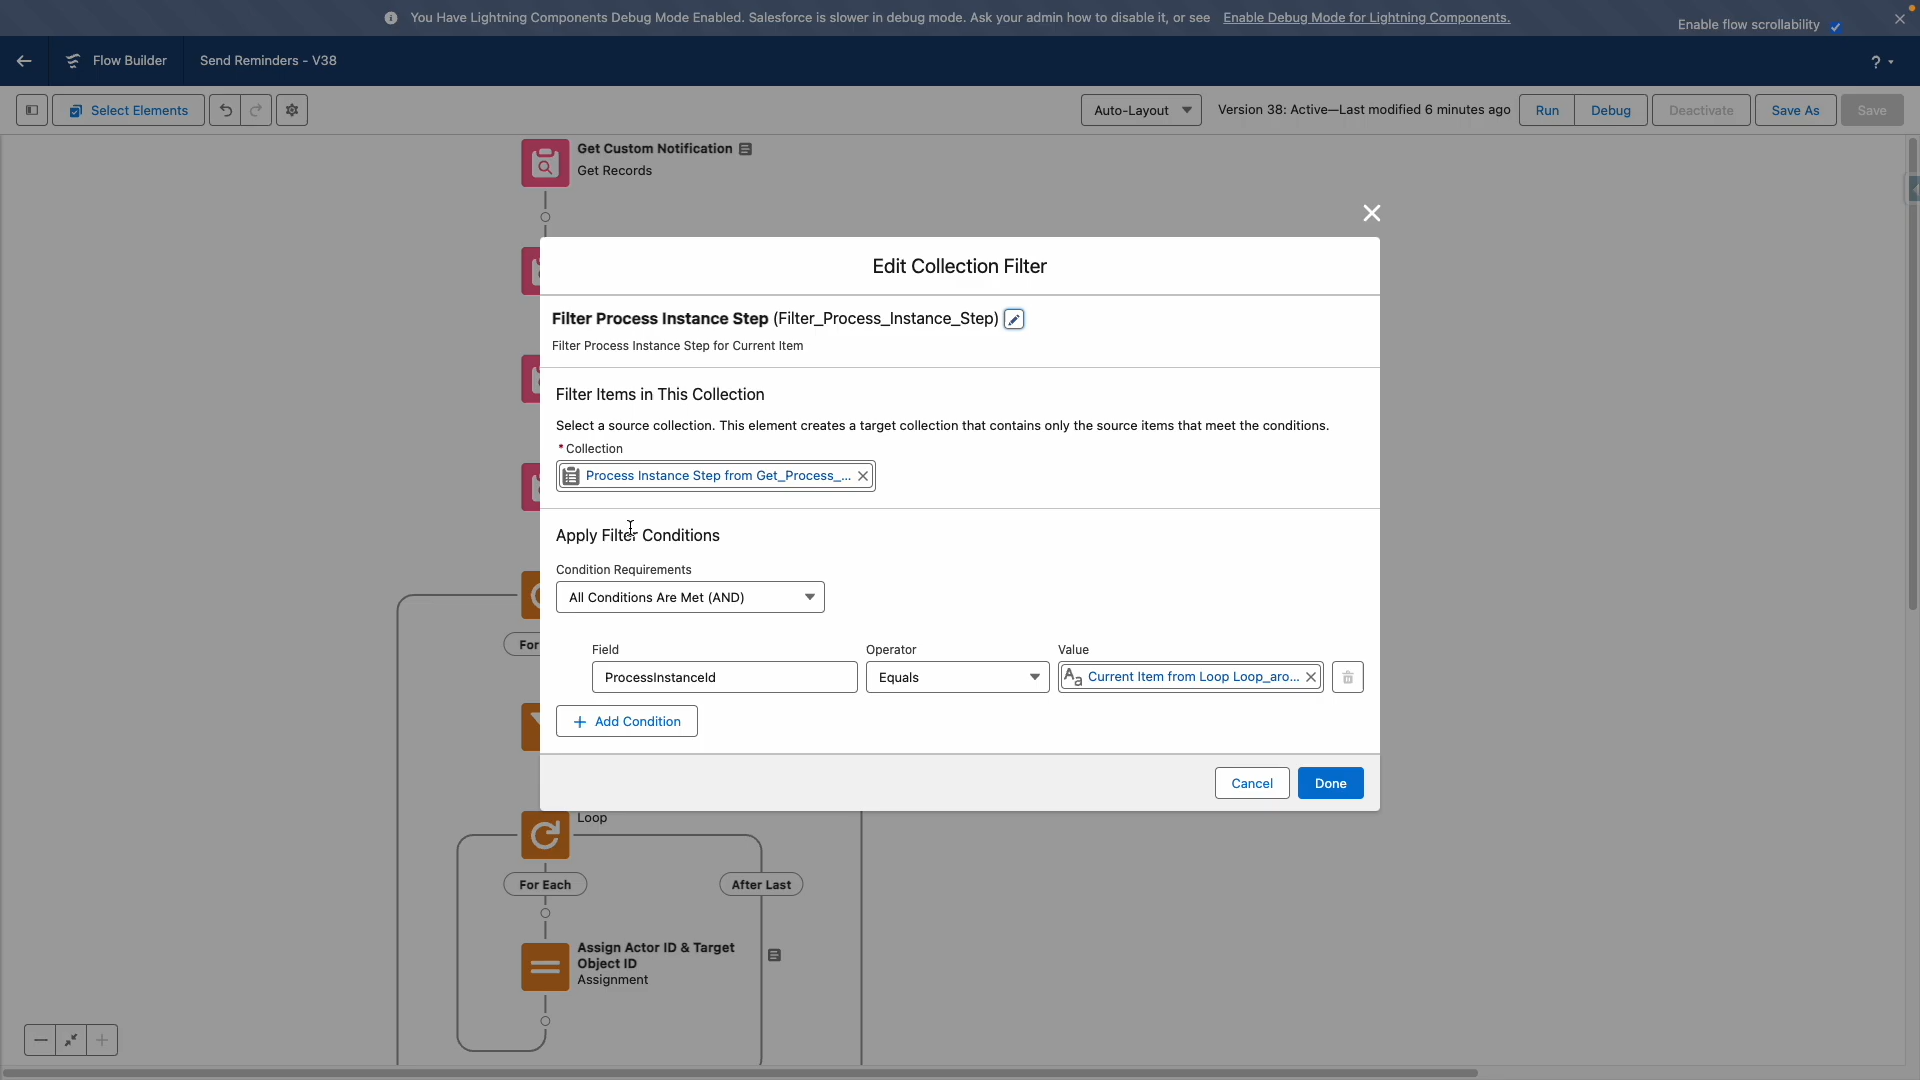 You Have Lightning Components Debug Mode Enabled. Salesforce is slower in debug mode. Ask your admin how to disable it, or see Enable Debug Mode for Lightning Components.
Enable flow scrollability
Flow Builder
Send Reminders - V38
?
Select Elements
Auto-Layout
Version 38: Active—Last modified 6 minutes ago
Run
Debug
Deactivate
Save As
Save
Get Custom Notification
Get Records
Edit Collection Filter
Filter Process Instance Step (Filter_Process_Instance_Step)
Filter Process Instance Step for Current Item
Filter Items in This Collection
Select a source collection. This element creates a target collection that contains only the source items that meet the conditions.
* Collection
Process Instance Step from Get_Process_...
Apply Filter Conditions
Condition Requirements
All Conditions Are Met (AND)
For
Field
Operator
Value
ProcessInstanceId
Equals
Aa Current Item from Loop Loop_aro...
Add Condition
Cancel
Done
Loop
For Each
After Last
Assign Actor ID & Target
Object ID
Assignment